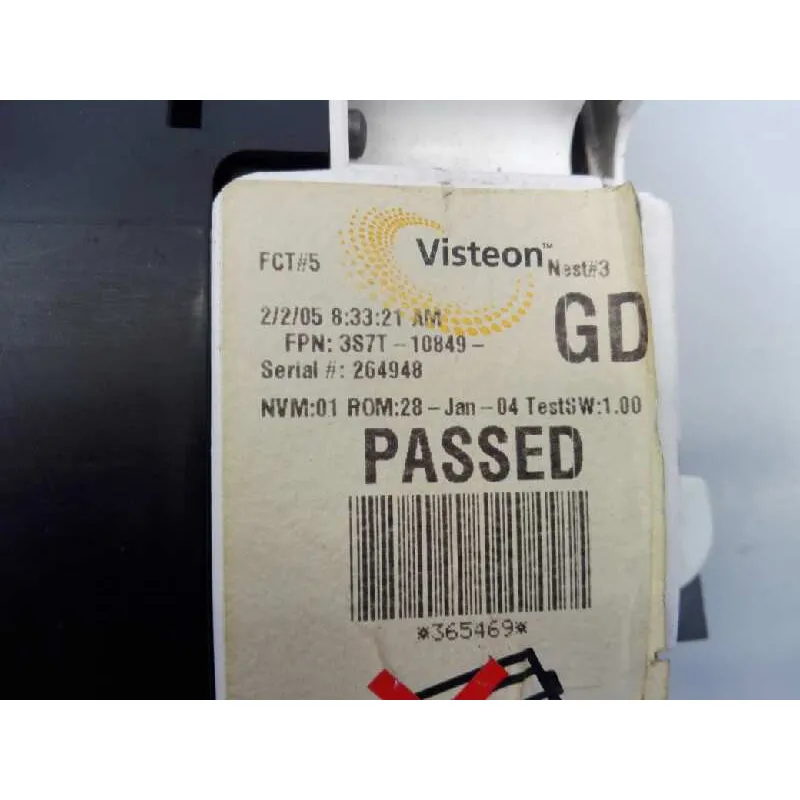 Visteon™
FCT#5
Nest#3
2/2/05 8:33:21 AM
GD
FPN: 3S7T-10849-
Serial #: 264948
NVM:01 ROM:28-Jan-04 TestSW:1.00
PASSED
*365469*